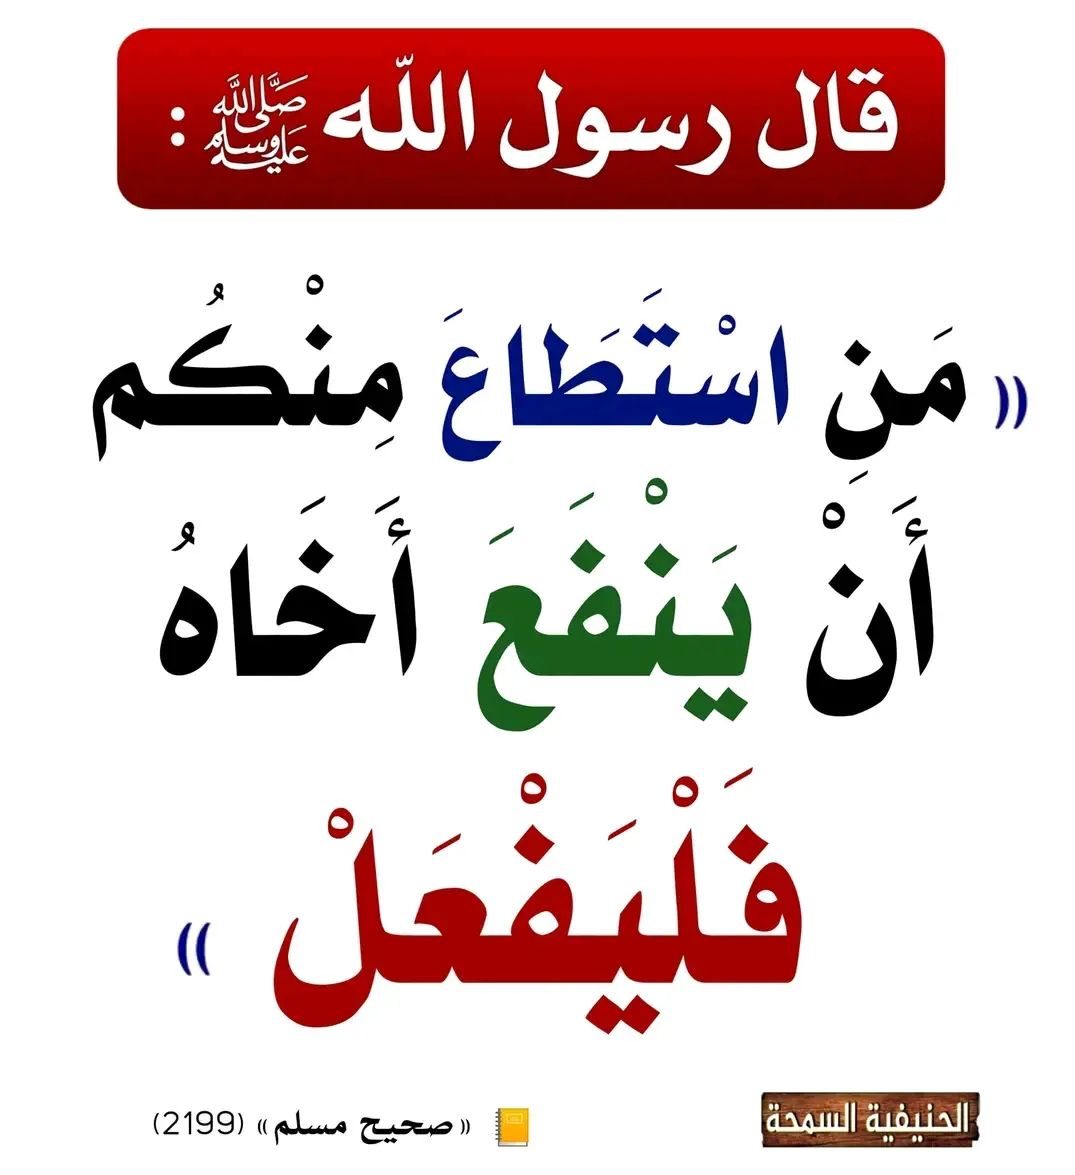 قال رسول الله ﷺ :
(( مَنِ اسْتَطَاعَ مِنْكُم
أَنْ يَنْفَعَ أَخَاهُ
فَلْيَفْعَلْ ))
« صحيح مسلم » (2199)
الحنيفية السمحة